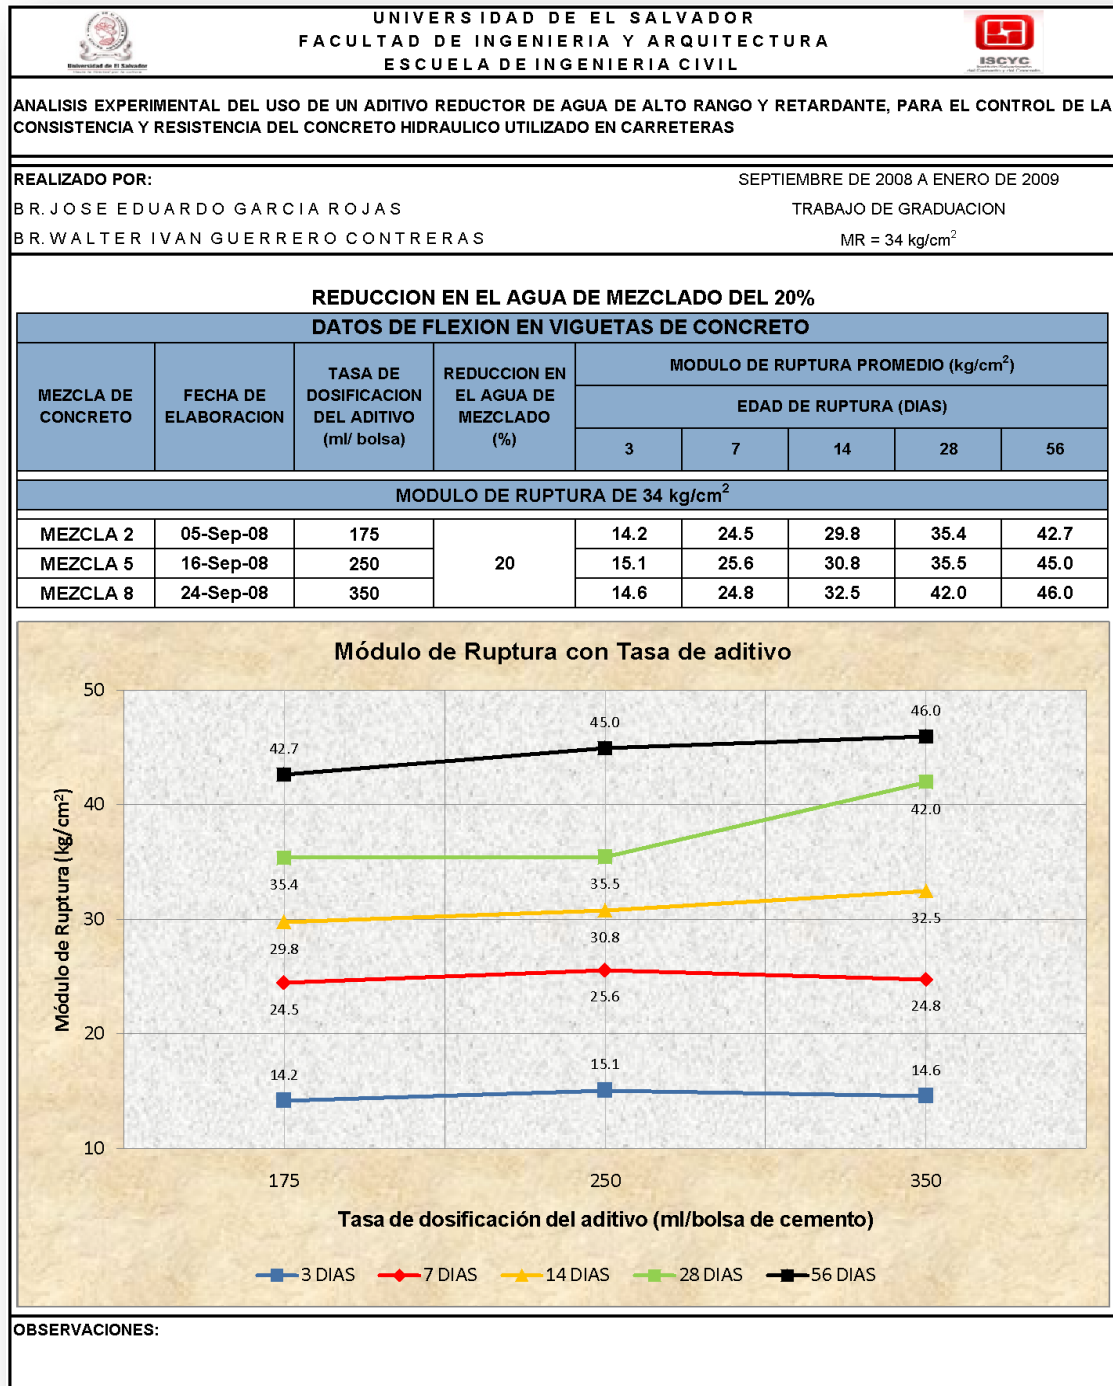 UNIVERSIDAD DE EL SALVADOR
FACULTAD DE INGENIERIA Y ARQUITECTURA
ESCUELA DE INGENIERIA CIVIL
Universidad de El Salvador
ISCYC
ANALISIS EXPERIMENTAL DEL USO DE UN ADITIVO REDUCTOR DE AGUA DE ALTO RANGO Y RETARDANTE, PARA EL CONTROL DE LA
CONSISTENCIA Y RESISTENCIA DEL CONCRETO HIDRAULICO UTILIZADO EN CARRETERAS
REALIZADO POR:
SEPTIEMBRE DE 2008 A ENERO DE 2009
BR. JOSE EDUARDO GARCIA ROJAS
TRABAJO DE GRADUACION
BR. WALTER IVAN GUERRERO CONTRERAS
MR = 34 kg/cm²
REDUCCION EN EL AGUA DE MEZCLADO DEL 20%
DATOS DE FLEXION EN VIGUETAS DE CONCRETO
MEZCLA DE
CONCRETO
FECHA DE
ELABORACION
TASA DE
DOSIFICACION
DEL ADITIVO
(ml/ bolsa)
REDUCCION EN
EL AGUA DE
MEZCLADO
(%)
MODULO DE RUPTURA PROMEDIO (kg/cm²)
EDAD DE RUPTURA (DIAS)
3 7 14 28 56
MODULO DE RUPTURA DE 34 kg/cm²
MEZCLA 2 05-Sep-08 175 14.2 24.5 29.8 35.4 42.7
MEZCLA 5 16-Sep-08 250 20 15.1 25.6 30.8 35.5 45.0
MEZCLA 8 24-Sep-08 350 14.6 24.8 32.5 42.0 46.0
Módulo de Ruptura con Tasa de aditivo
Módulo de Ruptura (kg/cm²)
50
40
30
20
10
42.7 45.0 46.0
35.4 35.5 42.0
29.8 30.8 32.5
24.5 25.6 24.8
14.2 15.1 14.6
175 250 350
Tasa de dosificación del aditivo (ml/bolsa de cemento)
3 DIAS 7 DIAS 14 DIAS 28 DIAS 56 DIAS
OBSERVACIONES: